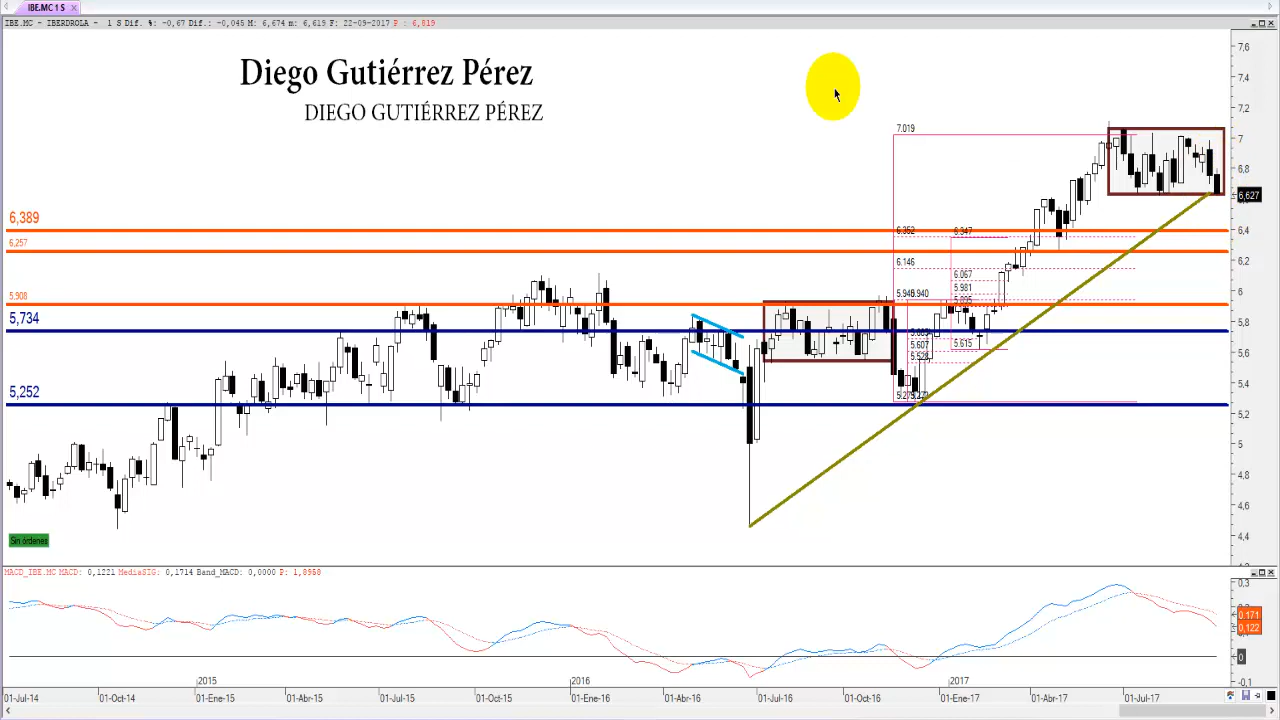 IBE.MC 1 S
IBE.MC - IBERDROLA - 1 S Dif. %: -0,67 Dif.: -0,045 M: 6,674 m: 6,619 F: 22-09-2017 P : 6,819
Diego Gutiérrez Pérez
DIEGO GUTIÉRREZ PÉREZ
7.6
7.4
7.2
7
6.8
6,627
6.4
6.2
6
5.8
5.6
5.4
5.2
5
4.8
4.6
4.4
7.019
6,389
6,257
6.352
6.347
6.146
6.067
5.981
5.940
5,908
5,734
5.615
5.607
5.528
5,252
Sin órdenes
MACD_IBE.MC MACD: 0,1221 MediaSIG: 0,1714 Band_MACD: 0,0000 P: 1,8958
0.3
0,171
0,122
0
-0.1
2015
2016
2017
01-Jul-14
01-Oct-14
01-Ene-15
01-Abr-15
01-Jul-15
01-Oct-15
01-Ene-16
01-Abr-16
01-Jul-16
01-Oct-16
01-Ene-17
01-Abr-17
01-Jul-17